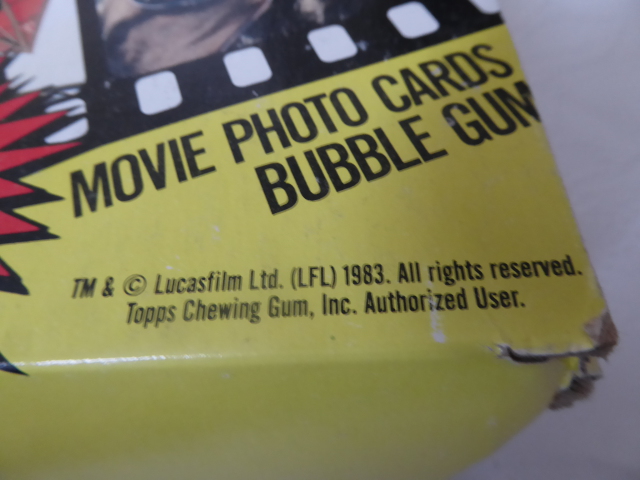 MOVIE PHOTO CARDS
BUBBLE GUM
TM & © Lucasfilm Ltd. (LFL) 1983. All rights reserved.
Topps Chewing Gum, Inc. Authorized User.